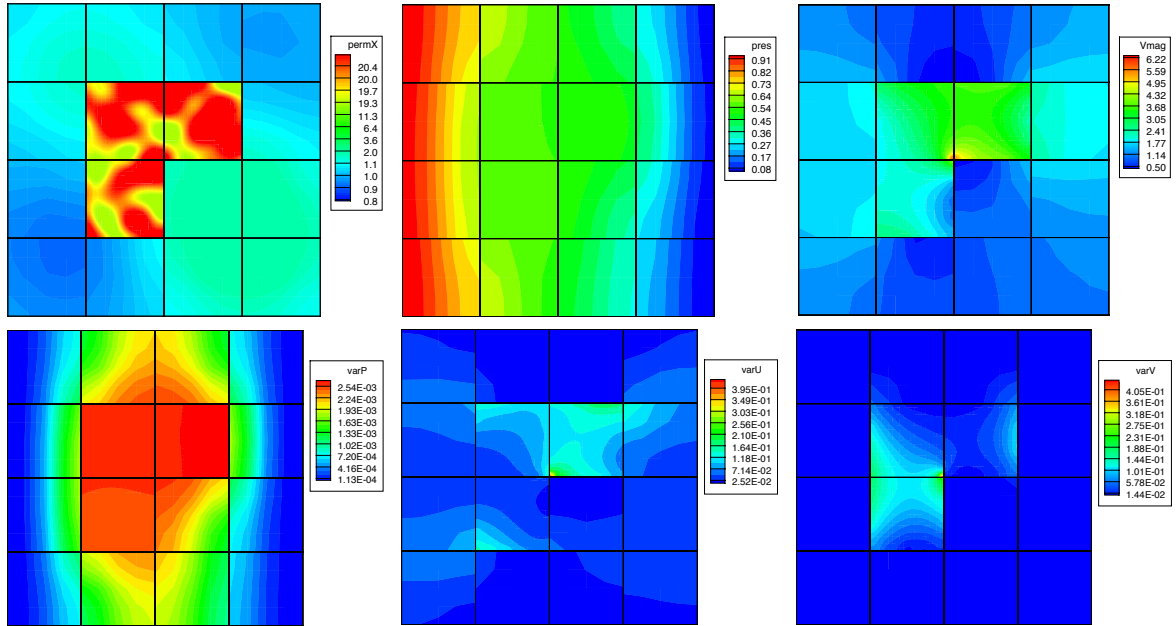 permX
20.4
20.0
19.7
19.3
11.3
6.4
3.6
2.0
1.1
1.0
0.9
0.8
pres
0.91
0.82
0.73
0.64
0.54
0.45
0.36
0.26
0.17
0.08
Vmag
6.22
5.59
4.95
4.32
3.68
3.05
2.41
1.77
1.14
0.50
varP
2.54E-03
2.24E-03
1.93E-03
1.63E-03
1.33E-03
1.02E-03
7.20E-04
4.16E-04
1.13E-04
varU
3.95E-01
3.49E-01
3.03E-01
2.56E-01
2.10E-01
1.64E-01
1.18E-01
7.14E-02
2.52E-02
varV
4.05E-01
3.61E-01
3.18E-01
2.75E-01
2.31E-01
1.88E-01
1.44E-01
1.01E-01
5.78E-02
1.44E-02